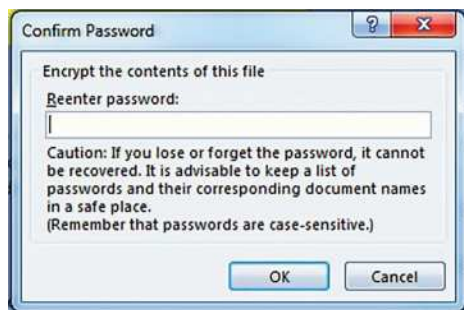 Confirm Password
Encrypt the contents of this file
Reenter password:
Caution: If you lose or forget the password, it cannot
be recovered. It is advisable to keep a list of
passwords and their corresponding document names
in a safe place.
(Remember that passwords are case-sensitive.)
OK Cancel